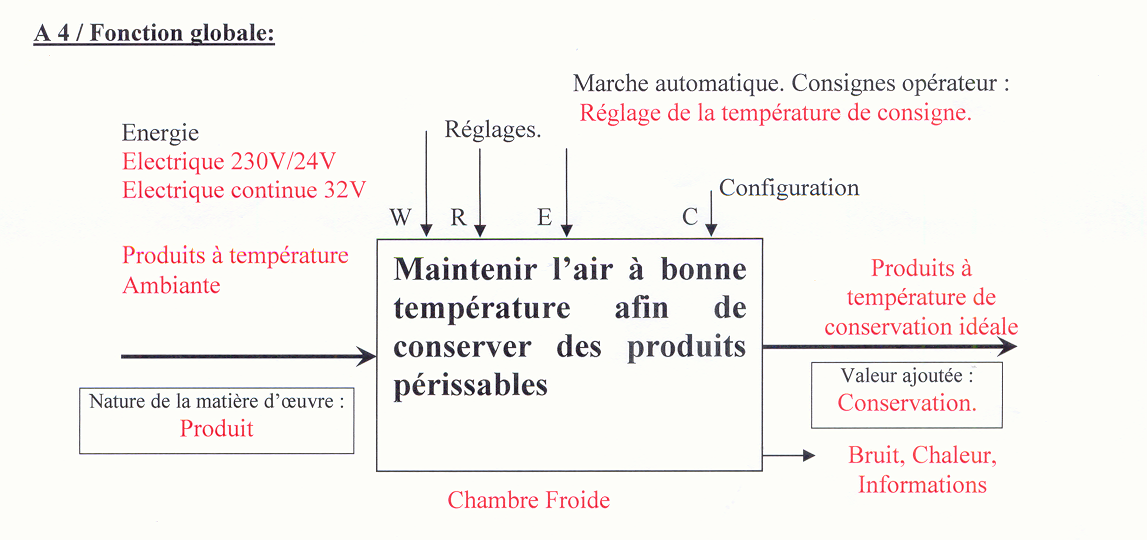 A 4 / Fonction globale:
Marche automatique. Consignes opérateur :
Réglage de la température de consigne.
Réglages.
Energie
Electrique 230V/24V
Electrique continue 32V
Configuration
W R E C
Produits à température
Ambiante
Maintenir l’air à bonne
température afin de
conserver des produits
périssables
Produits à
température de
conservation idéale
Nature de la matière d’œuvre :
Produit
Valeur ajoutée :
Conservation.
Bruit, Chaleur,
Informations
Chambre Froide